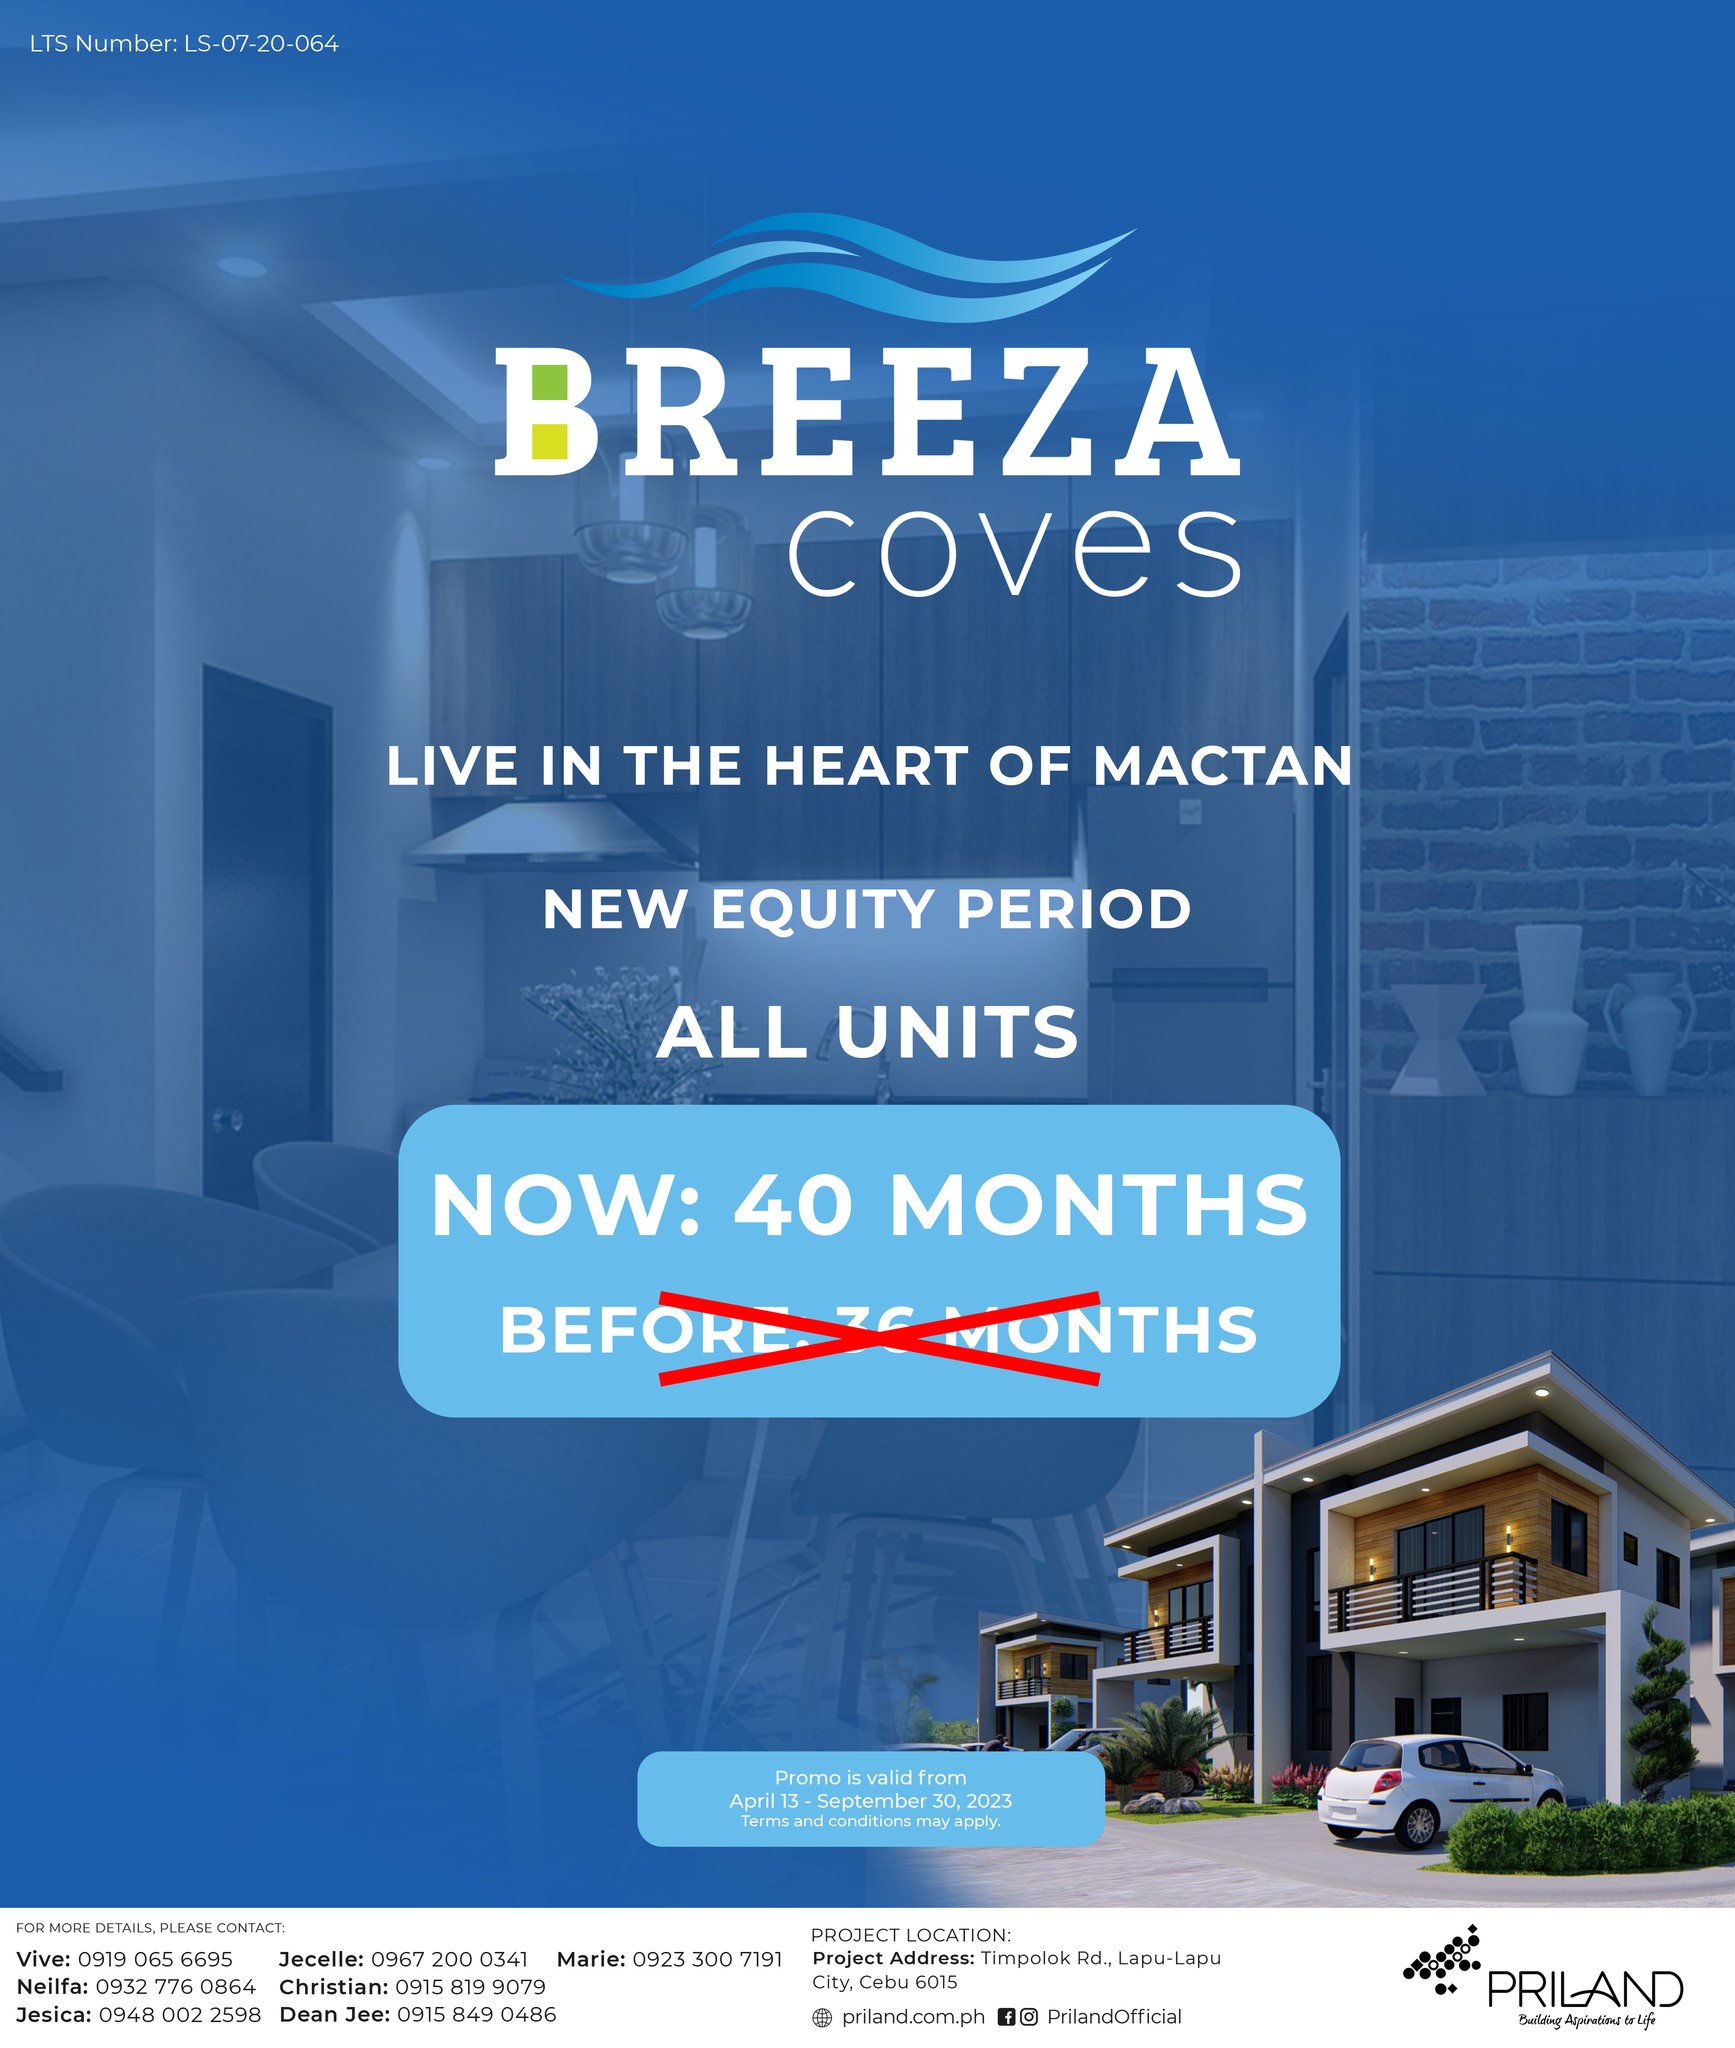 LTS Number: LS-07-20-064
BREEZA
coves
LIVE IN THE HEART OF MACTAN
NEW EQUITY PERIOD
ALL UNITS
NOW: 40 MONTHS
BEFORE: 36 MONTHS
Promo is valid from
April 13 - September 30, 2023
Terms and conditions may apply.
FOR MORE DETAILS, PLEASE CONTACT:
Vive: 0919 065 6695 Jecelle: 0967 200 0341 Marie: 0923 300 7191
Neilfa: 0932 776 0864 Christian: 0915 819 9079
Jesica: 0948 002 2598 Dean Jee: 0915 849 0486
PROJECT LOCATION:
Project Address: Timpolok Rd., Lapu-Lapu
City, Cebu 6015
priland.com.ph PrilandOfficial
PRILAND
Building Aspirations to Life